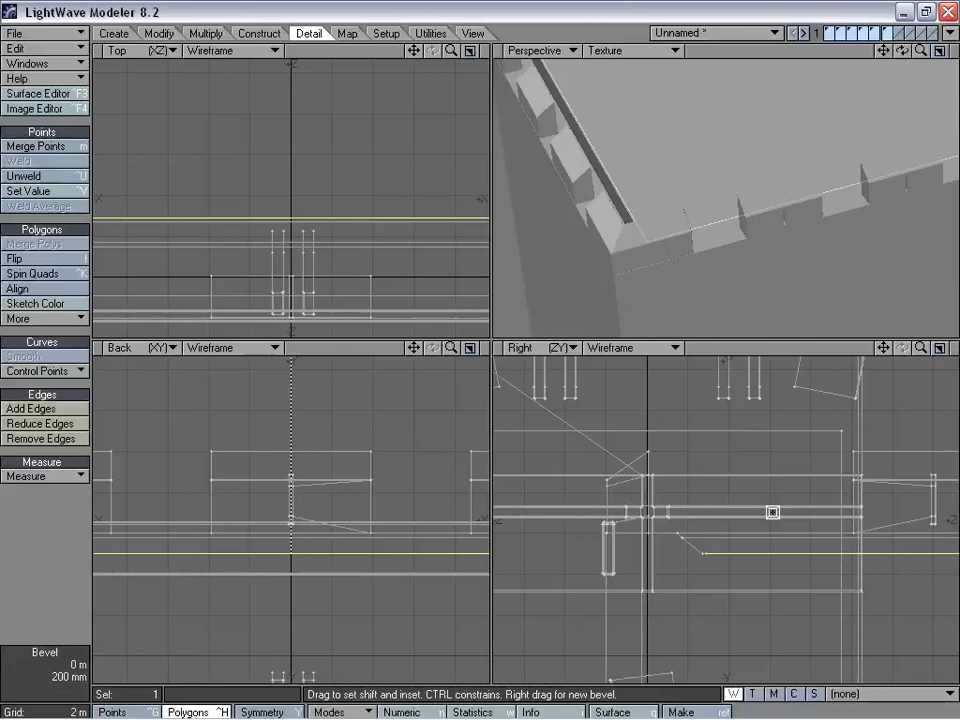 LightWave Modeler 8.2
File Create Modify Multiply Construct Detail Map Setup Utilities View Unnamed * 1
Edit Top (XZ) Wireframe Perspective Texture
Windows
Help
Surface Editor ^F3
Image Editor ^F4
Points
Merge Points m
Weld
Unweld ^U
Set Value ^V
Weld Average
Polygons
Merge Polys
Flip f
Spin Quads ^K
Align
Sketch Color
More
Curves
Back (XY) Wireframe Right (ZY) Wireframe
Smooth
Control Points
Edges
Add Edges
Reduce Edges
Remove Edges
Measure
Measure
Bevel
0 m
200 mm
Sel: 1 Drag to set shift and inset. CTRL constrains. Right drag for new bevel. W T M C S (none)
Grid: 2 m Points ^G Polygons ^H Symmetry Modes Numeric n Statistics w Info i Surface q Make ret